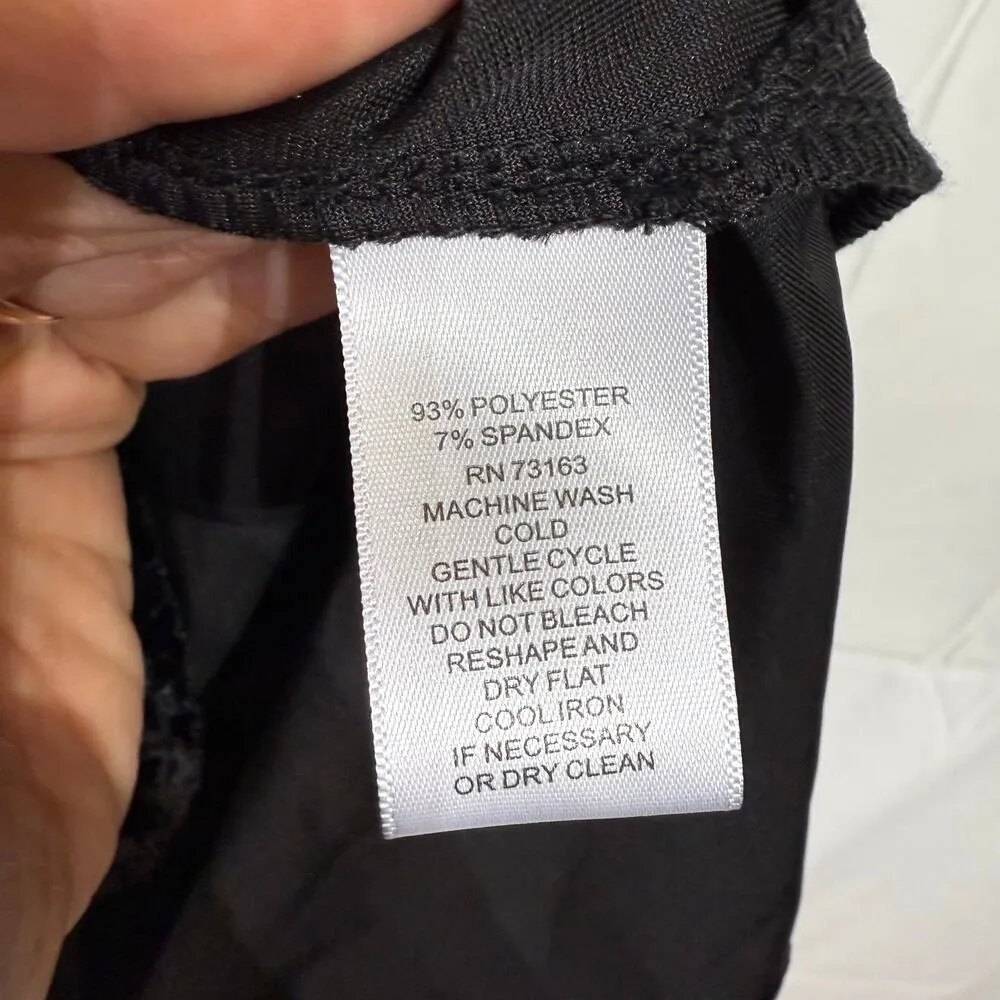 93% POLYESTER
7% SPANDEX
RN 73163
MACHINE WASH
COLD
GENTLE CYCLE
WITH LIKE COLORS
DO NOT BLEACH
RESHAPE AND
DRY FLAT
COOL IRON
IF NECESSARY
OR DRY CLEAN